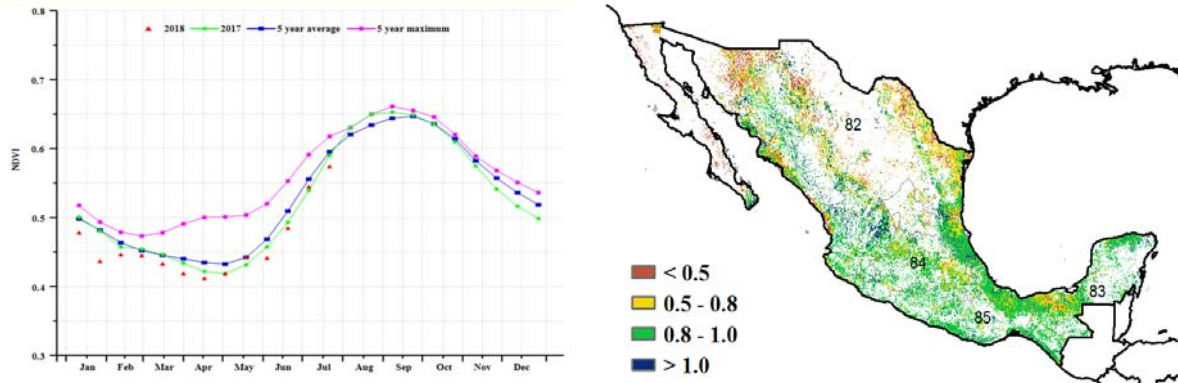 0.8
2018 2017 5 year average 5 year maximum
0.7
0.6
NDVI
0.5
0.4
0.3
Jan Feb Mar Apr May Jun Jul Aug Sep Oct Nov Dec
82
83
84
85
< 0.5
0.5 - 0.8
0.8 - 1.0
> 1.0